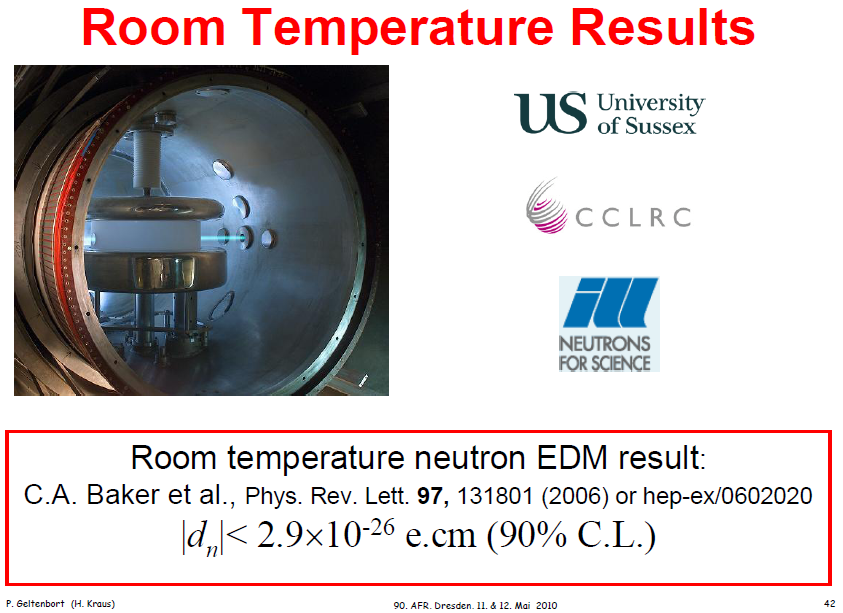 Room Temperature Results
US University
of Sussex
CCLRC
ill
NEUTRONS
FOR SCIENCE
Room temperature neutron EDM result:
C.A. Baker et al., Phys. Rev. Lett. 97, 131801 (2006) or hep-ex/0602020
|dₙ|< 2.9×10⁻²⁶ e.cm (90% C.L.)
P. Geltenbort (H. Kraus)
90. AFR. Dresden. 11. & 12. Mai 2010
42